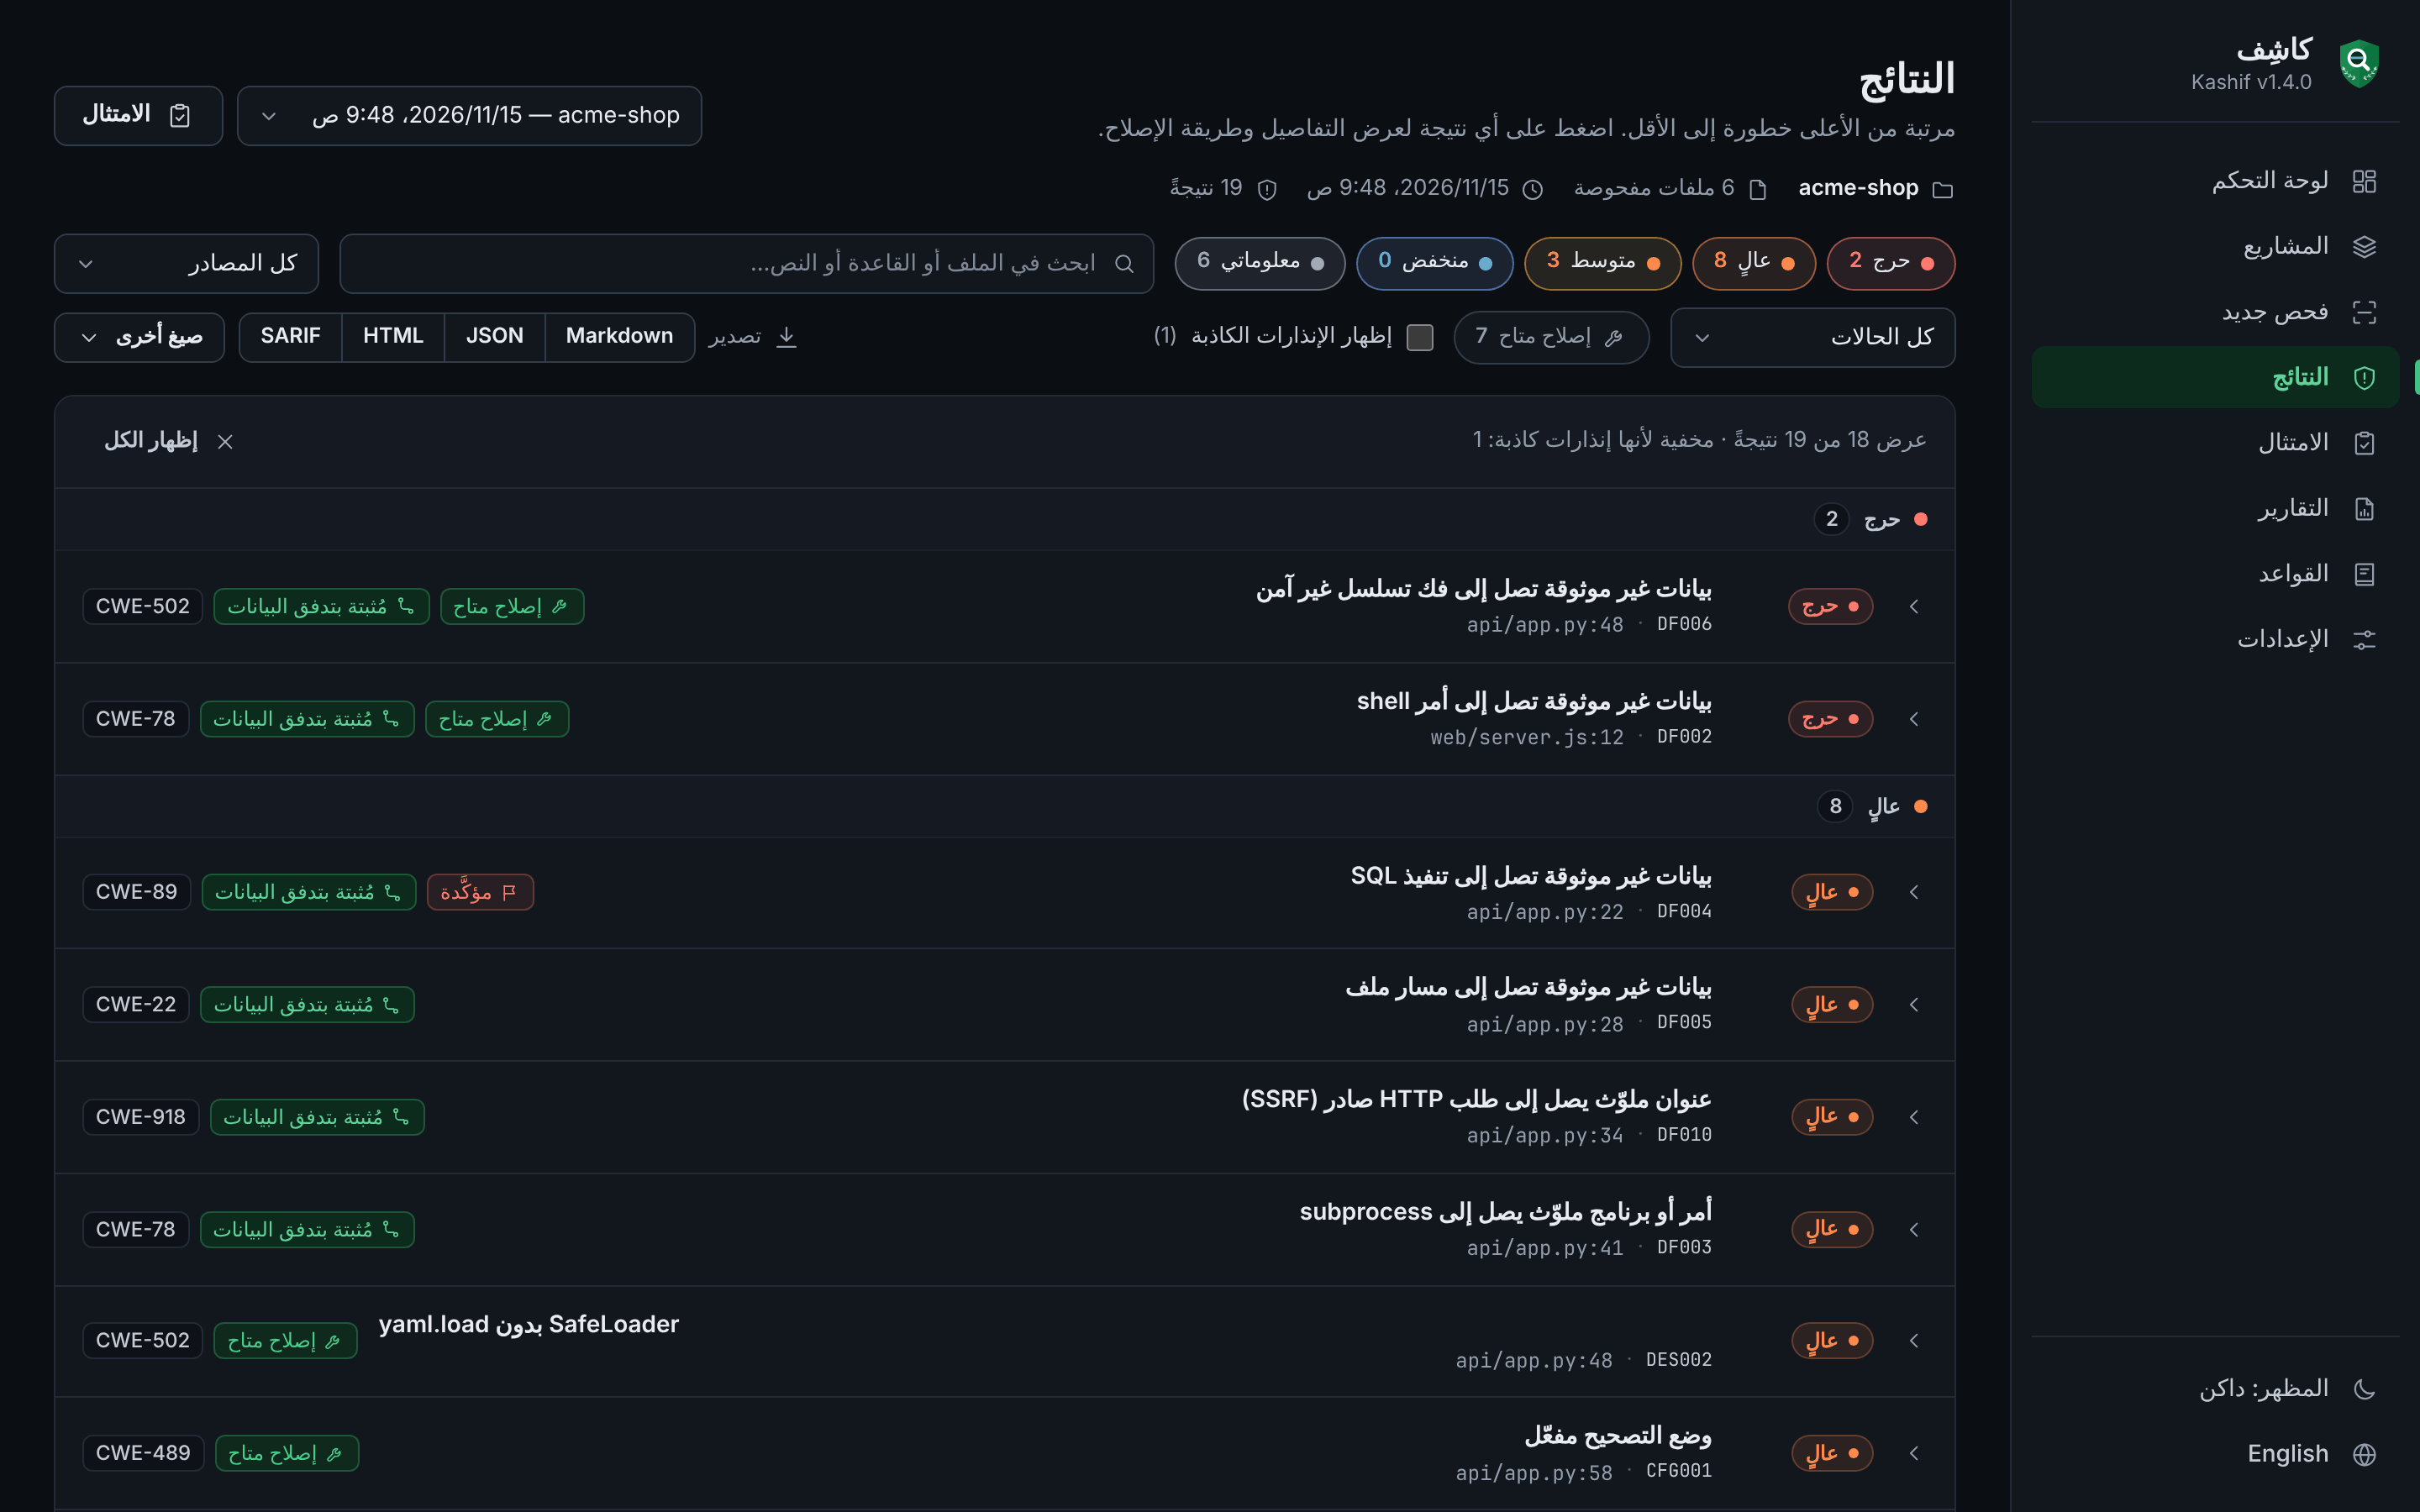 كاشِف
Kashif v1.4.0
لوحة التحكم
المشاريع
فحص جديد
النتائج
الامتثال
التقارير
القواعد
الإعدادات
المظهر: داكن
English
النتائج
مرتبة من الأعلى خطورة إلى الأقل. اضغط على أي نتيجة لعرض التفاصيل وطريقة الإصلاح.
acme-shop — 2026/11/15، 9:48 ص
الامتثال
acme-shop 6 ملفات مفحوصة 2026/11/15، 9:48 ص 19 نتيجةً
حرج 2 عالٍ 8 متوسط 3 منخفض 0 معلوماتي 6 ابحث في الملف أو القاعدة أو النص... كل المصادر
كل الحالات إصلاح متاح 7 إظهار الإنذارات الكاذبة (1) تصدير Markdown JSON HTML SARIF صيغ أخرى
عرض 18 من 19 نتيجةً · مخفية لأنها إنذارات كاذبة: 1 إظهار الكل
حرج 2
حرج بيانات غير موثوقة تصل إلى فك تسلسل غير آمن إصلاح متاح مُثبتة بتدفق البيانات CWE-502
DF006 · api/app.py:48
حرج بيانات غير موثوقة تصل إلى أمر shell إصلاح متاح مُثبتة بتدفق البيانات CWE-78
DF002 · web/server.js:12
عالٍ 8
عالٍ بيانات غير موثوقة تصل إلى تنفيذ SQL مؤكَّدة مُثبتة بتدفق البيانات CWE-89
DF004 · api/app.py:22
عالٍ بيانات غير موثوقة تصل إلى مسار ملف مُثبتة بتدفق البيانات CWE-22
DF005 · api/app.py:28
عالٍ عنوان ملوّث يصل إلى طلب HTTP صادر (SSRF) مُثبتة بتدفق البيانات CWE-918
DF010 · api/app.py:34
عالٍ أمر أو برنامج ملوّث يصل إلى subprocess مُثبتة بتدفق البيانات CWE-78
DF003 · api/app.py:41
عالٍ yaml.load بدون SafeLoader إصلاح متاح CWE-502
DES002 · api/app.py:48
عالٍ وضع التصحيح مفعّل إصلاح متاح CWE-489
CFG001 · api/app.py:58